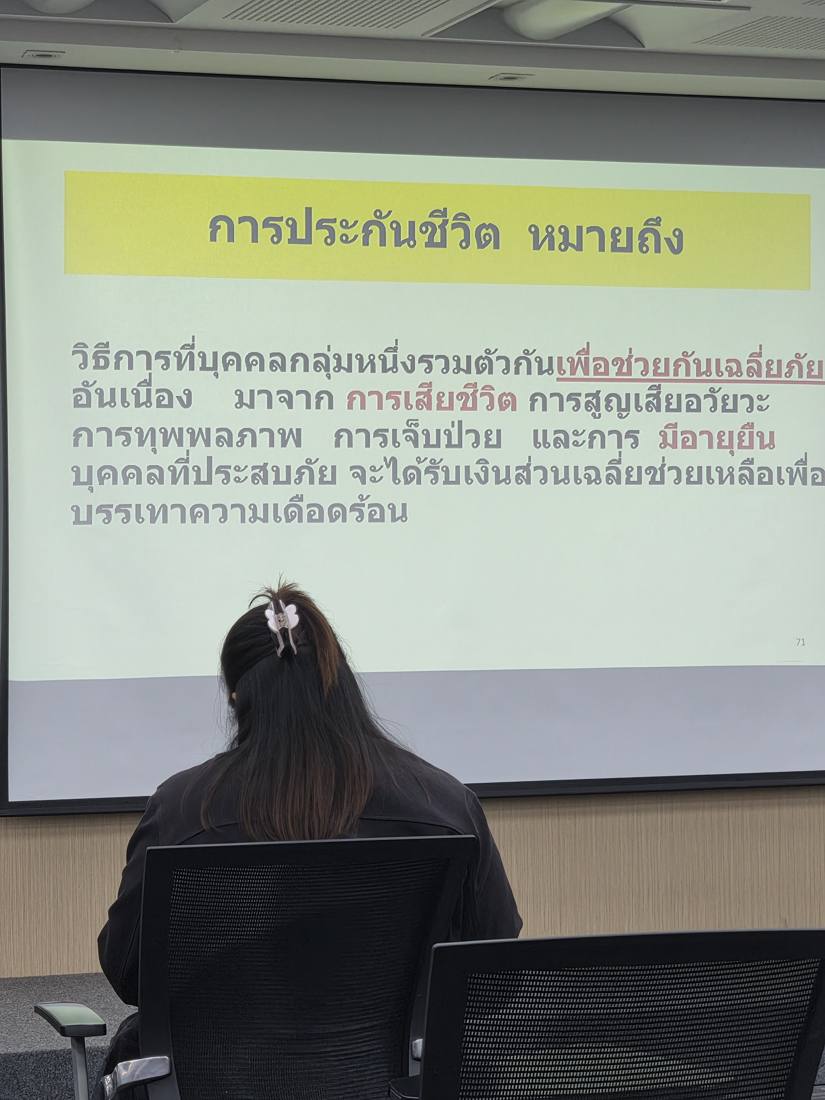 การประกันชีวิต หมายถึง
วิธีการที่บุคคลกลุ่มหนึ่งรวมตัวกันเพื่อช่วยกันเฉลี่ยภัย
อันเนื่อง มาจาก การเสียชีวิต การสูญเสียอวัยวะ
การทุพพลภาพ การเจ็บป่วย และการ มีอายุยืน
บุคคลที่ประสบภัย จะได้รับเงินส่วนเฉลี่ยช่วยเหลือเพื่อ
บรรเทาความเดือดร้อน
71